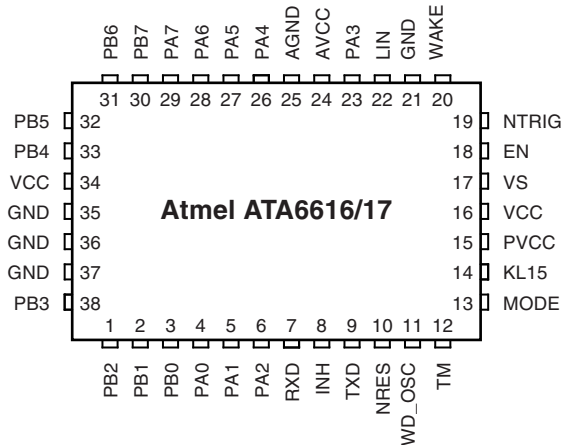 PB6 PB7 PA7 PA6 PA5 PA4 AGND AVCC PA3 LIN GND WAKE
31 30 29 28 27 26 25 24 23 22 21 20
PB5 32 19 NTRIG
PB4 33 18 EN
VCC 34 17 VS
GND 35 Atmel ATA6616/17 16 VCC
GND 36 15 PVCC
GND 37 14 KL15
PB3 38 13 MODE
1 2 3 4 5 6 7 8 9 10 11 12
PB2 PB1 PB0 PA0 PA1 PA2 RXD INH TXD NRES WD_OSC TM